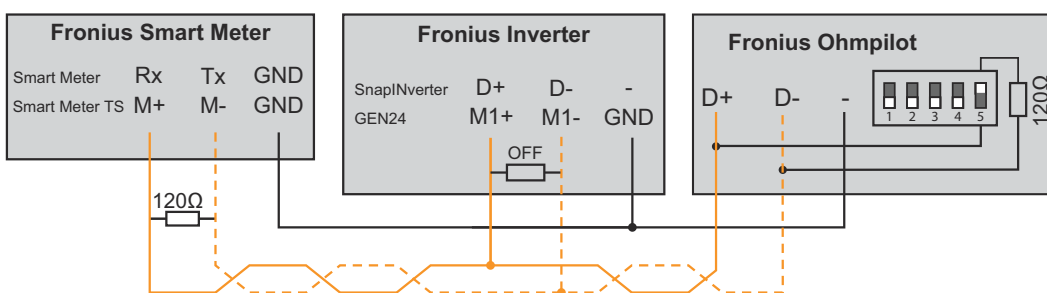 Fronius Smart Meter
Smart Meter Rx Tx GND
Smart Meter TS M+ M- GND
120Ω
Fronius Inverter
SnapINverter D+ D- -
GEN24 M1+ M1- GND
OFF
Fronius Ohmpilot
D+ D- -
1 2 3 4 5
120Ω